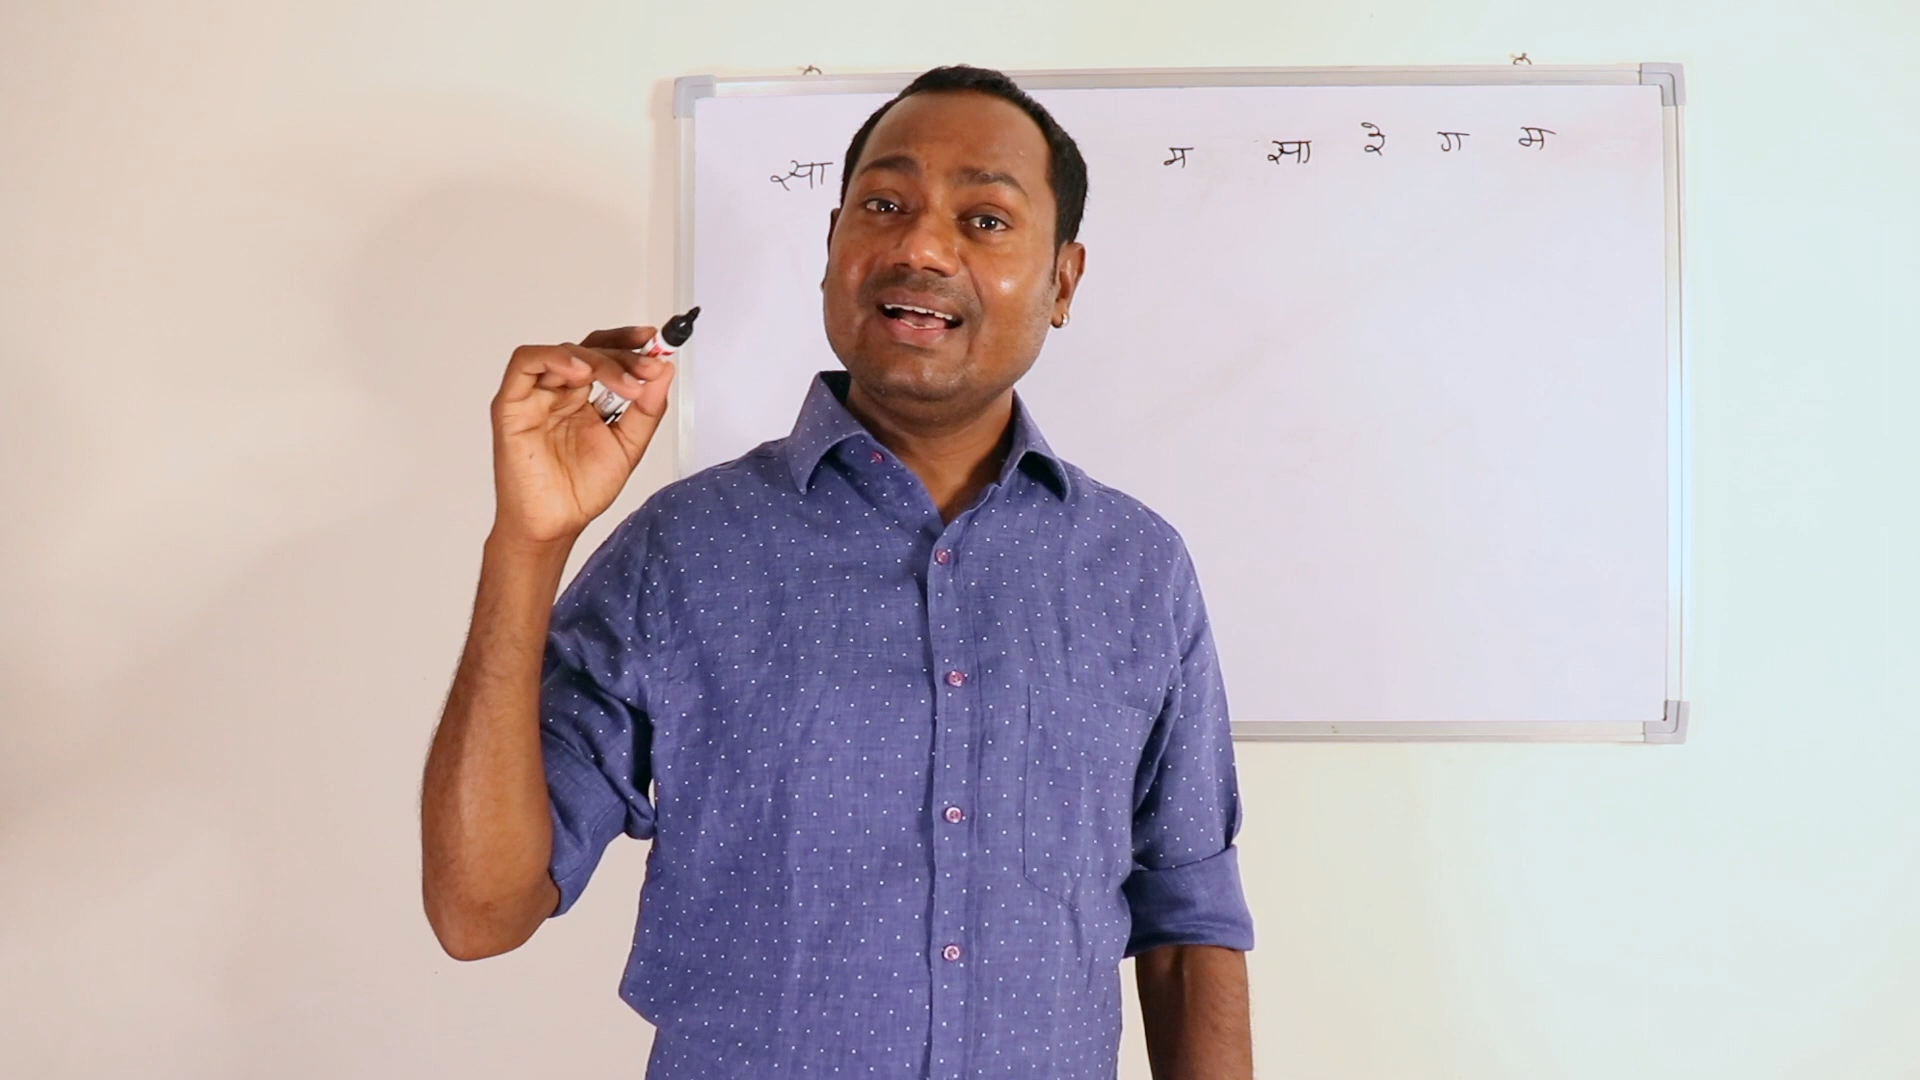 सा म सा रे ग म